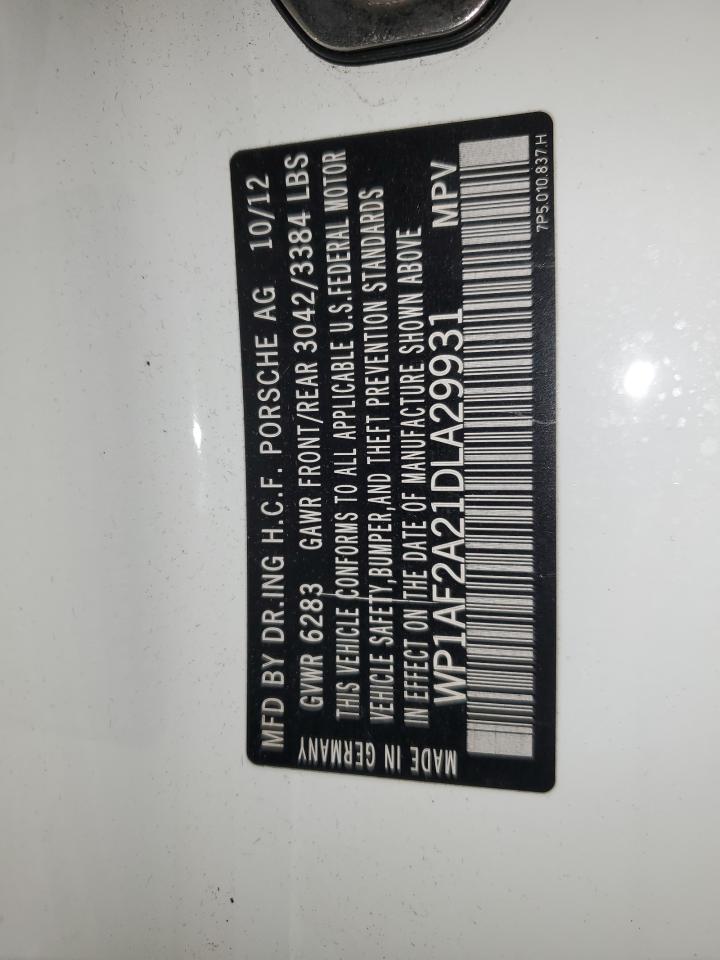 MFD BY DR.ING H.C.F. PORSCHE AG 10/12
GVWR 6283 GAWR FRONT/REAR 3042/3384 LBS
THIS VEHICLE CONFORMS TO ALL APPLICABLE U.S.FEDERAL MOTOR
VEHICLE SAFETY,BUMPER,AND THEFT PREVENTION STANDARDS
IN EFFECT ON THE DATE OF MANUFACTURE SHOWN ABOVE
WP1AF2A21DLA29931 MPV
MADE IN GERMANY
7P5.010.837.H